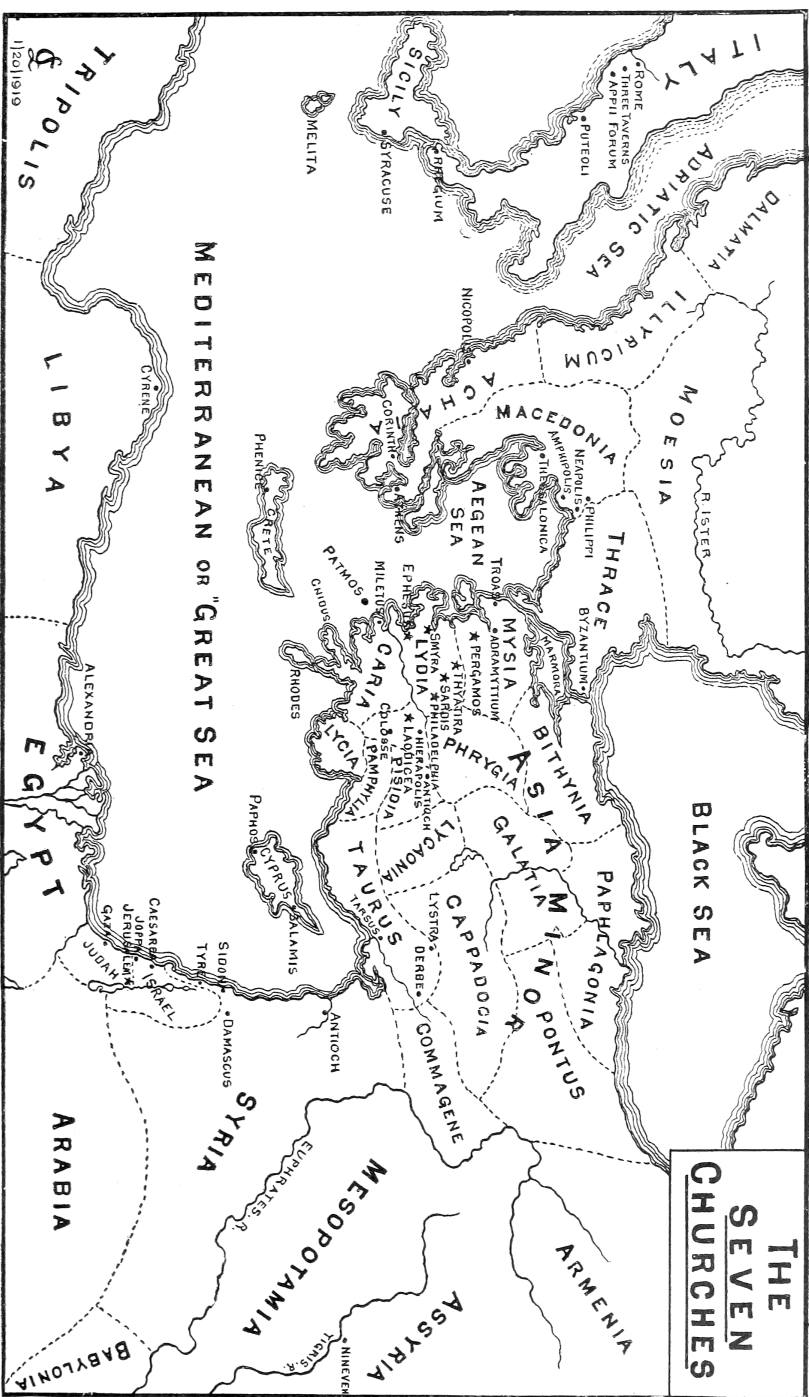 THE
SEVEN
CHURCHES
ITALY
ROME
THREE TAVERNS
APPII FORUM
PUTEOLI
ADRIATIC SEA
DALMATIA
ILLYRICUM
MOESIA
R. ISTER
THRACE
BYZANTIUM
BLACK SEA
SICILY
RHEGIUM
SYRACUSE
MELITA
NICOPOLIS
ACHAIA
CORINTH
ATHENS
MACEDONIA
AMPHIPOLIS
NEAPOLIS
PHILIPPI
THESSALONICA
AEGEAN
SEA
MARMORA
TROAS
MYSIA
ADRAMYTTIUM
PERGAMOS
THYATIRA
SMYRA
SARDIS
LYDIA
PHILADELPHIA
EPHESUS
MILETUS
PATMOS
CNIDUS
CARIA
LAODICEA
HIERAPOLIS
ANTIOCH
COLOSSE
PISIDIA
PAMPHYLIA
LYCIA
RHODES
PHRYGIA
ASIA MINOR
BITHYNIA
GALATIA
PAPHLAGONIA
PONTUS
LYCAONIA
CAPPADOCIA
LYSTRA
DERBE
TAURUS
TARSUS
COMMAGENE
ARMENIA
PHENICE
CRETE
PAPHOS
CYPRUS
SALAMIS
ANTIOCH
MEDITERRANEAN OR "GREAT SEA
SIDON
TYRE
DAMASCUS
CAESAREA
JOPPA
JERUSALEM
GAZA
JUDAH
ISRAEL
SYRIA
EUPHRATES. R.
MESOPOTAMIA
TIGRIS. R.
ASSYRIA
NINEVEH
BABYLONIA
ARABIA
TRIPOLIS
LIBYA
CYRENE
ALEXANDRIA
EGYPT
1/20/1919